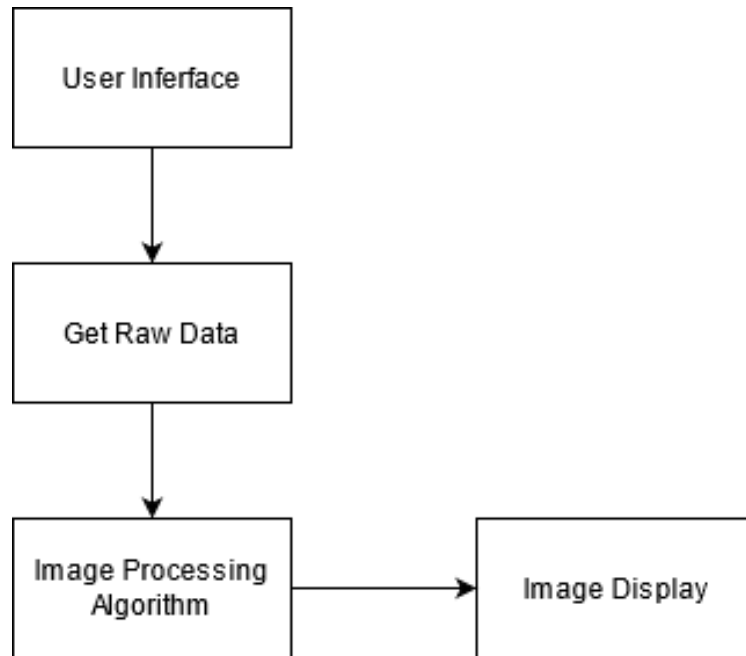 User Inferface
Get Raw Data
Image Processing
Algorithm
Image Display